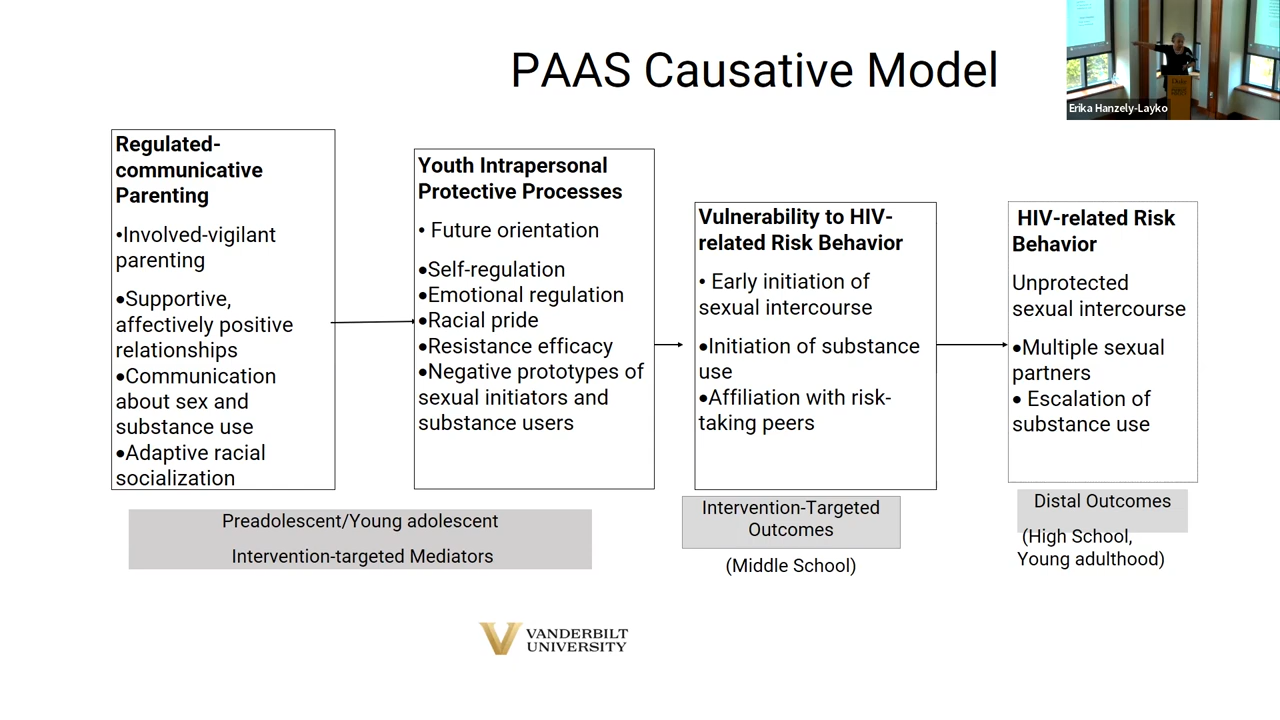 PAAS Causative Model
Erika Hanzely-Layko
Regulated-
communicative
Parenting
•Involved-vigilant
parenting
•Supportive,
affectively positive
relationships
•Communication
about sex and
substance use
•Adaptive racial
socialization
Youth Intrapersonal
Protective Processes
• Future orientation
•Self-regulation
•Emotional regulation
•Racial pride
•Resistance efficacy
•Negative prototypes of
sexual initiators and
substance users
Vulnerability to HIV-
related Risk Behavior
• Early initiation of
sexual intercourse
•Initiation of substance
use
•Affiliation with risk-
taking peers
HIV-related Risk
Behavior
Unprotected
sexual intercourse
•Multiple sexual
partners
• Escalation of
substance use
Preadolescent/Young adolescent
Intervention-targeted Mediators
Intervention-Targeted
Outcomes
(Middle School)
Distal Outcomes
(High School,
Young adulthood)
VANDERBILT
UNIVERSITY